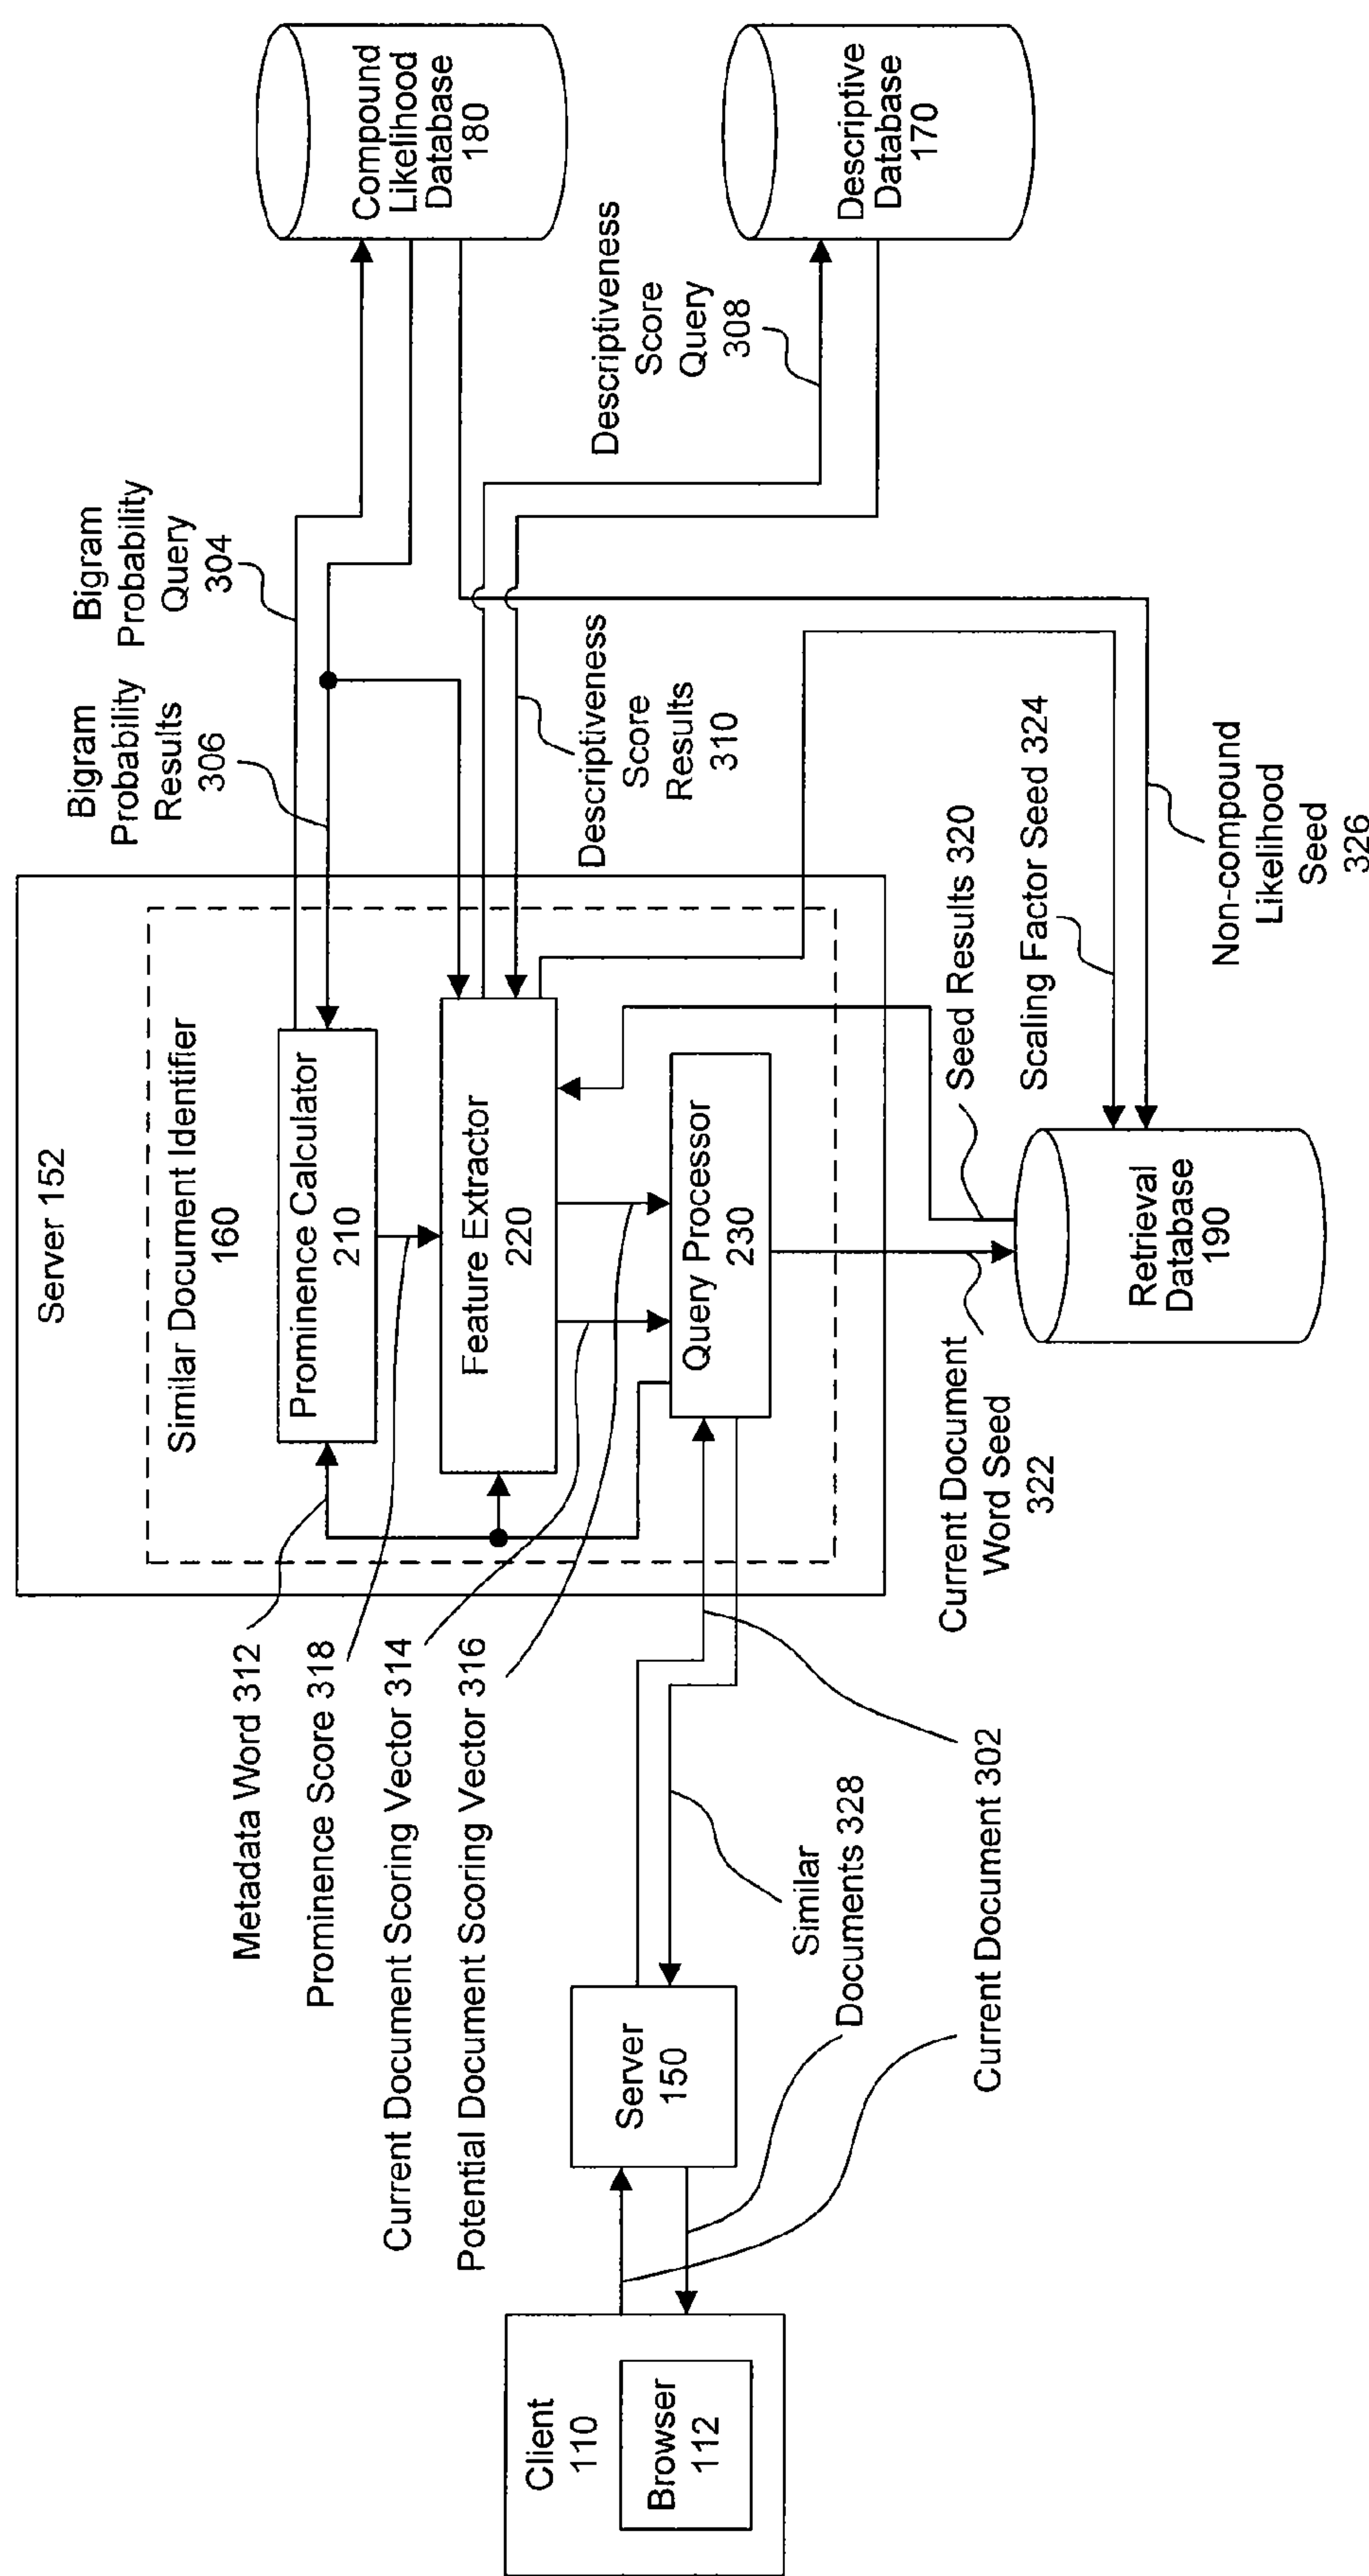 Server 152
Similar Document Identifier
160
Prominence Calculator
210
Feature Extractor
220
Query Processor
230
Compound
Likelihood
Database
180
Descriptive
Database
170
Bigram
Probability
Query
304
Bigram
Probability
Results
306
Descriptiveness
Score
Query
308
Descriptiveness
Score
Results
310
Metadata Word 312
Prominence Score 318
Current Document Scoring Vector 314
Potential Document Scoring Vector 316
Client
110
Browser
112
Server
150
Similar
Documents 328
Current Document 302
Current Document
Word Seed
322
Retrieval
Database
190
Seed Results 320
Scaling Factor Seed 324
Non-compound
Likelihood
Seed
326